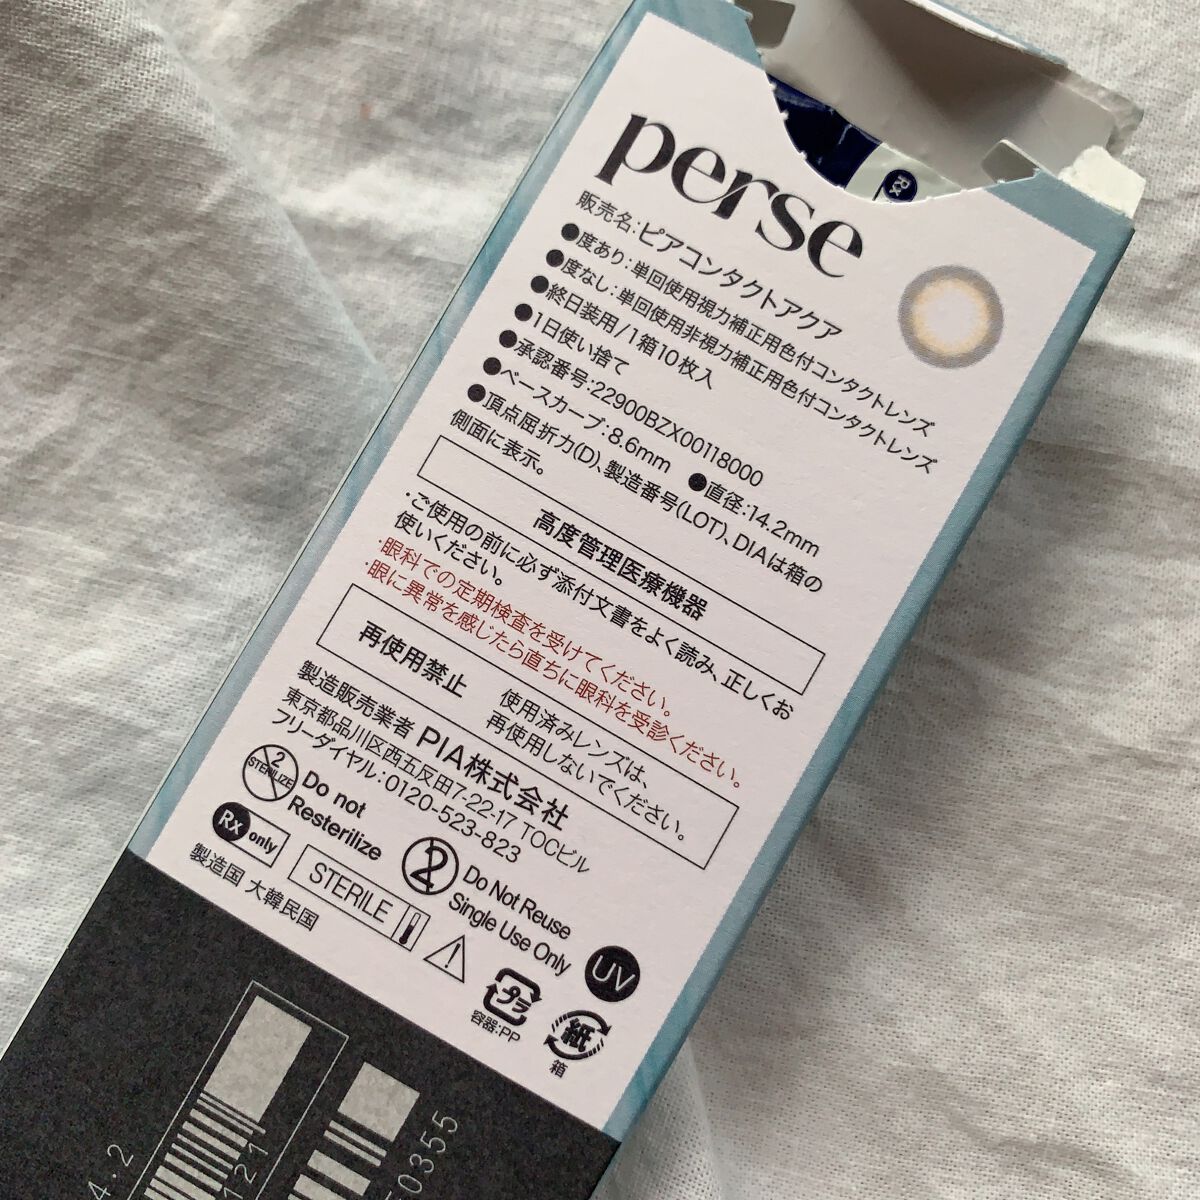 Rx
perse
販売名:ピアコンタクトアクア
●度あり:単回使用視力補正用色付コンタクトレンズ
●度なし:単回使用非視力補正用色付コンタクトレンズ
●終日装用/1箱10枚入
●1日使い捨て
●承認番号:22900BZX00118000
●ベースカーブ:8.6mm ●直径:14.2mm
●頂点屈折力(D)、製造番号(LOT)、DIAは箱の
側面に表示。
高度管理医療機器
・ご使用の前に必ず添付文書をよく読み、正しくお
使いください。
・眼科での定期検査を受けてください。
・眼に異常を感じたら直ちに眼科を受診ください。
再使用禁止 使用済みレンズは、
再使用しないでください。
製造販売業者 PIA株式会社
東京都品川区西五反田7-22-17 TOCビル
フリーダイヤル:0120-523-823
2 STERILIZE Do not
Resterilize
2 Do Not Reuse
Single Use Only
UV
Rx only
STERILE
製造国 大韓民国
プラ
容器:PP
紙
箱
4.2
121
0355